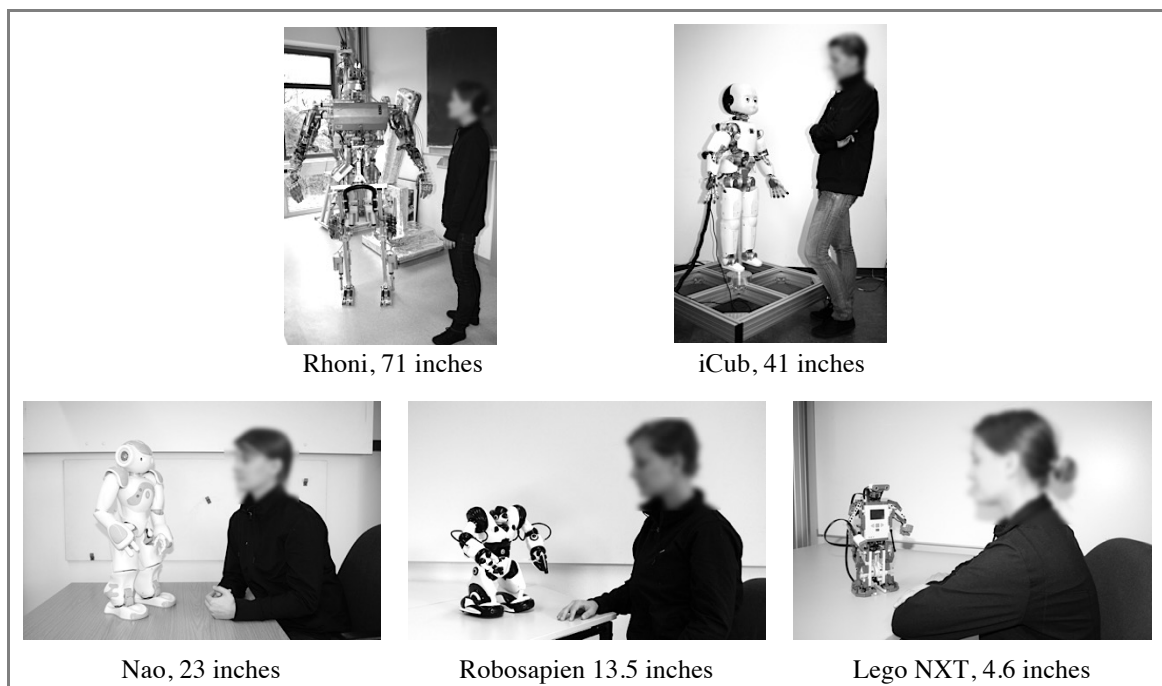 Rhoni, 71 inches
iCub, 41 inches
Nao, 23 inches
Robosapien 13.5 inches
Lego NXT, 4.6 inches